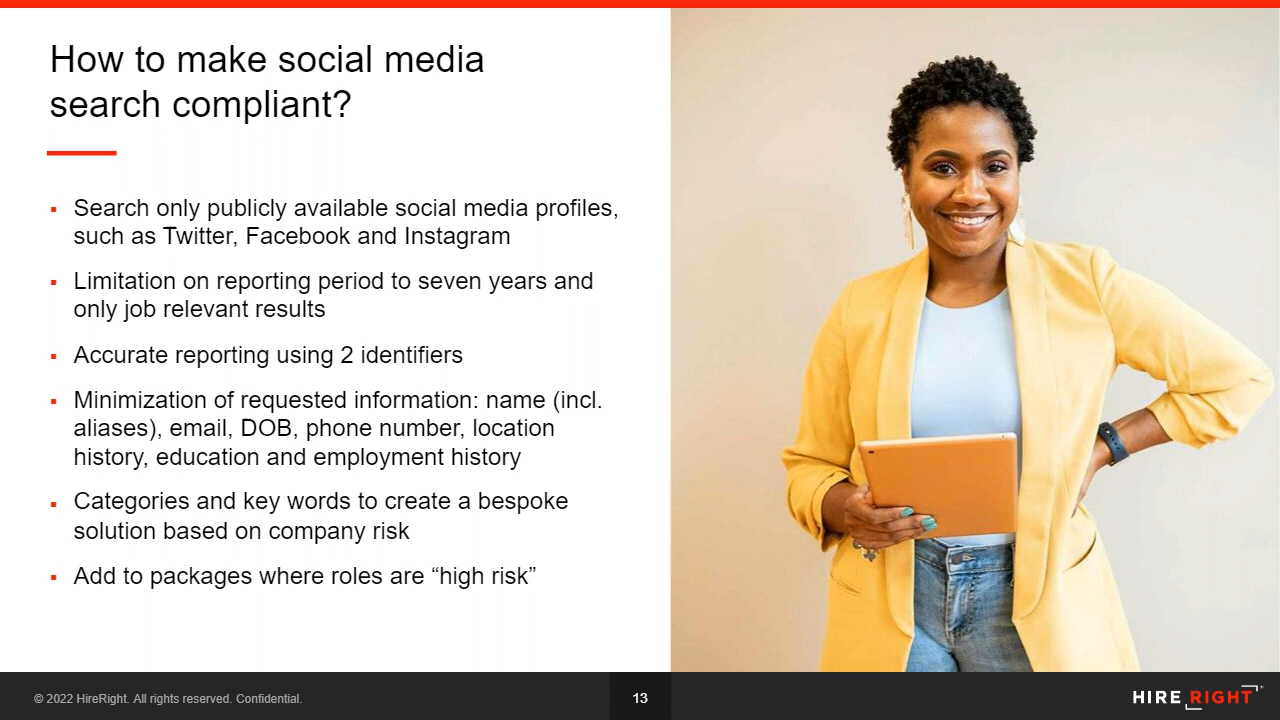 How to make social media
search compliant?
▪ Search only publicly available social media profiles,
such as Twitter, Facebook and Instagram
▪ Limitation on reporting period to seven years and
only job relevant results
▪ Accurate reporting using 2 identifiers
▪ Minimization of requested information: name (incl.
aliases), email, DOB, phone number, location
history, education and employment history
▪ Categories and key words to create a bespoke
solution based on company risk
▪ Add to packages where roles are “high risk”
© 2022 HireRight. All rights reserved. Confidential.
13
HIRE RIGHT